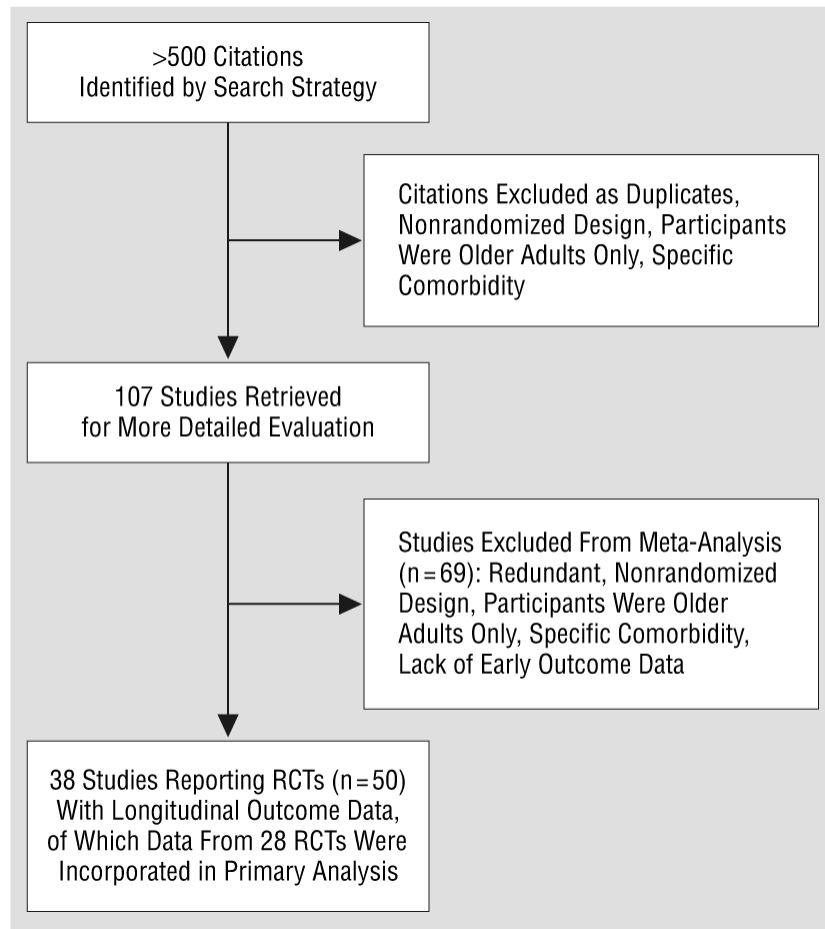 >500 Citations
Identified by Search Strategy
Citations Excluded as Duplicates,
Nonrandomized Design, Participants
Were Older Adults Only, Specific
Comorbidity
107 Studies Retrieved
for More Detailed Evaluation
Studies Excluded From Meta-Analysis
(n=69): Redundant, Nonrandomized
Design, Participants Were Older
Adults Only, Specific Comorbidity,
Lack of Early Outcome Data
38 Studies Reporting RCTs (n=50)
With Longitudinal Outcome Data,
of Which Data From 28 RCTs Were
Incorporated in Primary Analysis